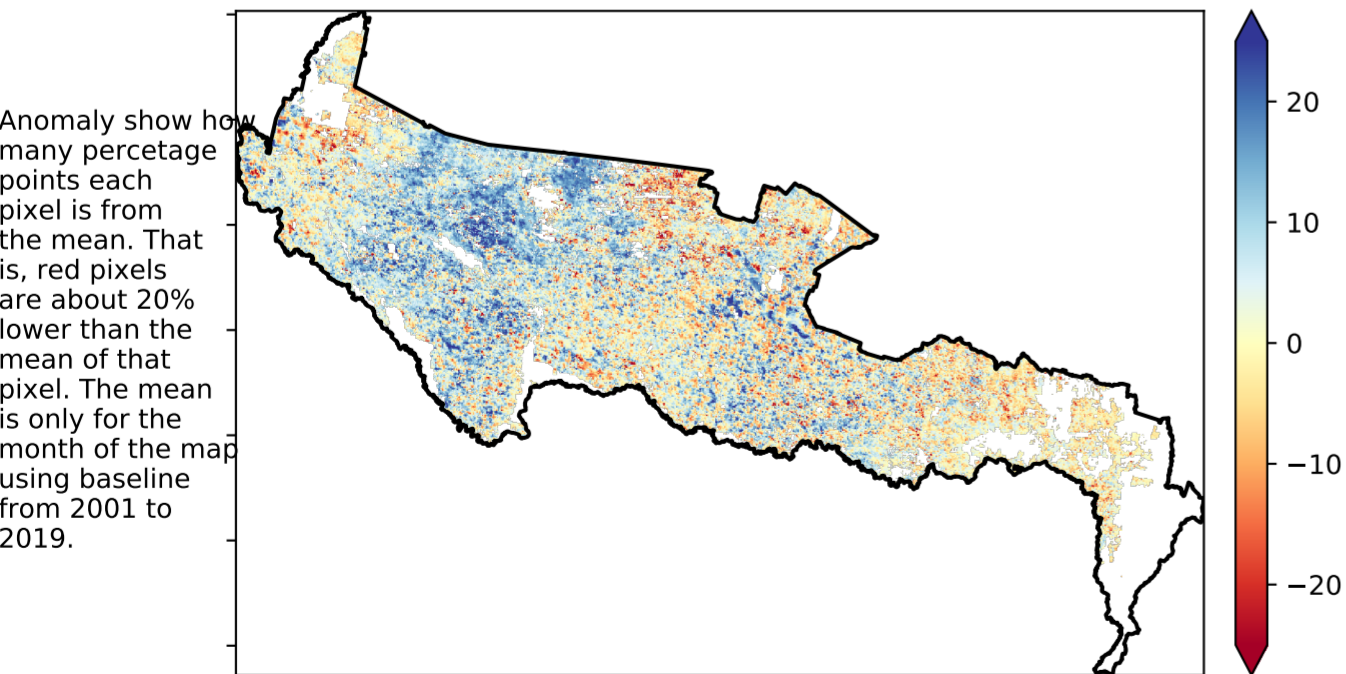 Anomaly show how
many percetage
points each
pixel is from
the mean. That
is, red pixels
are about 20%
lower than the
mean of that
pixel. The mean
is only for the
month of the map
using baseline
from 2001 to
2019.
20
10
0
−10
−20